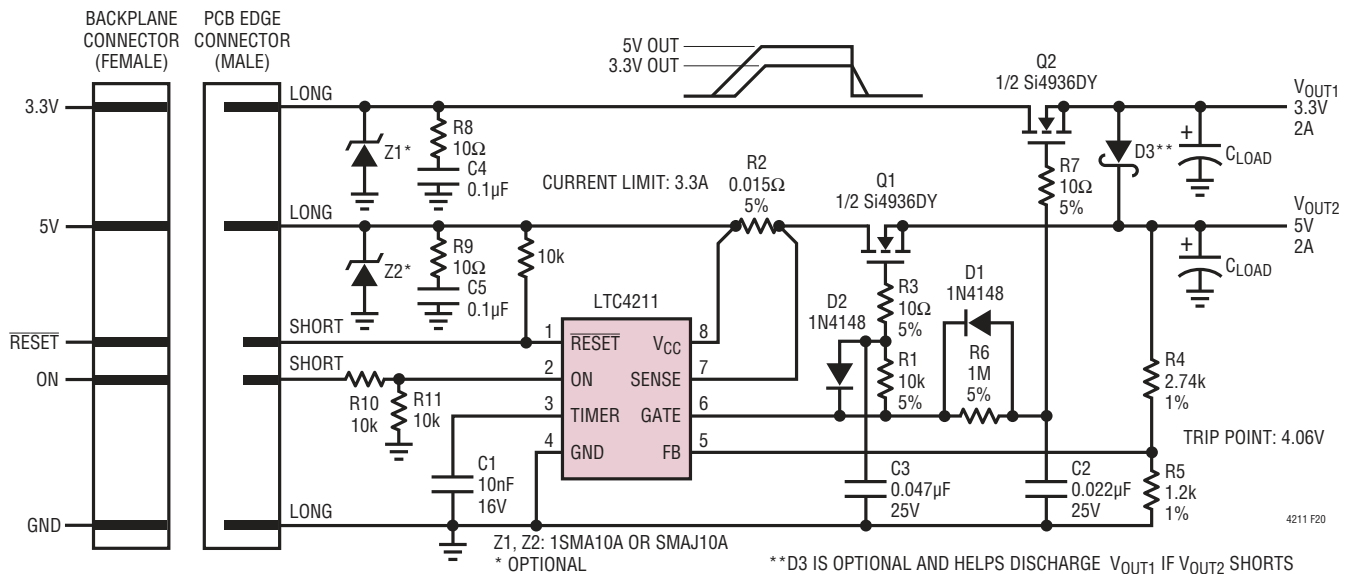 BACKPLANE
CONNECTOR
(FEMALE)
PCB EDGE
CONNECTOR
(MALE)
5V OUT
3.3V OUT
Q2
1/2 Si4936DY
3.3V
LONG
VOUT1
3.3V
2A
Z1*
R8
10Ω
C4
0.1µF
CURRENT LIMIT: 3.3A
R2
0.015Ω
5%
Q1
1/2 Si4936DY
R7
10Ω
5%
D3**
+
CLOAD
5V
LONG
VOUT2
5V
2A
Z2*
R9
10Ω
C5
0.1µF
10k
LTC4211
D2
1N4148
R3
10Ω
5%
D1
1N4148
+
CLOAD
RESET
SHORT
1
RESET
VCC
8
ON
SHORT
2
ON
SENSE
7
R10
10k
R11
10k
R1
10k
5%
R6
1M
5%
R4
2.74k
1%
3
TIMER
GATE
6
4
GND
FB
5
TRIP POINT: 4.06V
C1
10nF
16V
C3
0.047µF
25V
C2
0.022µF
25V
R5
1.2k
1%
GND
LONG
4211 F20
Z1, Z2: 1SMA10A OR SMAJ10A
* OPTIONAL
**D3 IS OPTIONAL AND HELPS DISCHARGE VOUT1 IF VOUT2 SHORTS